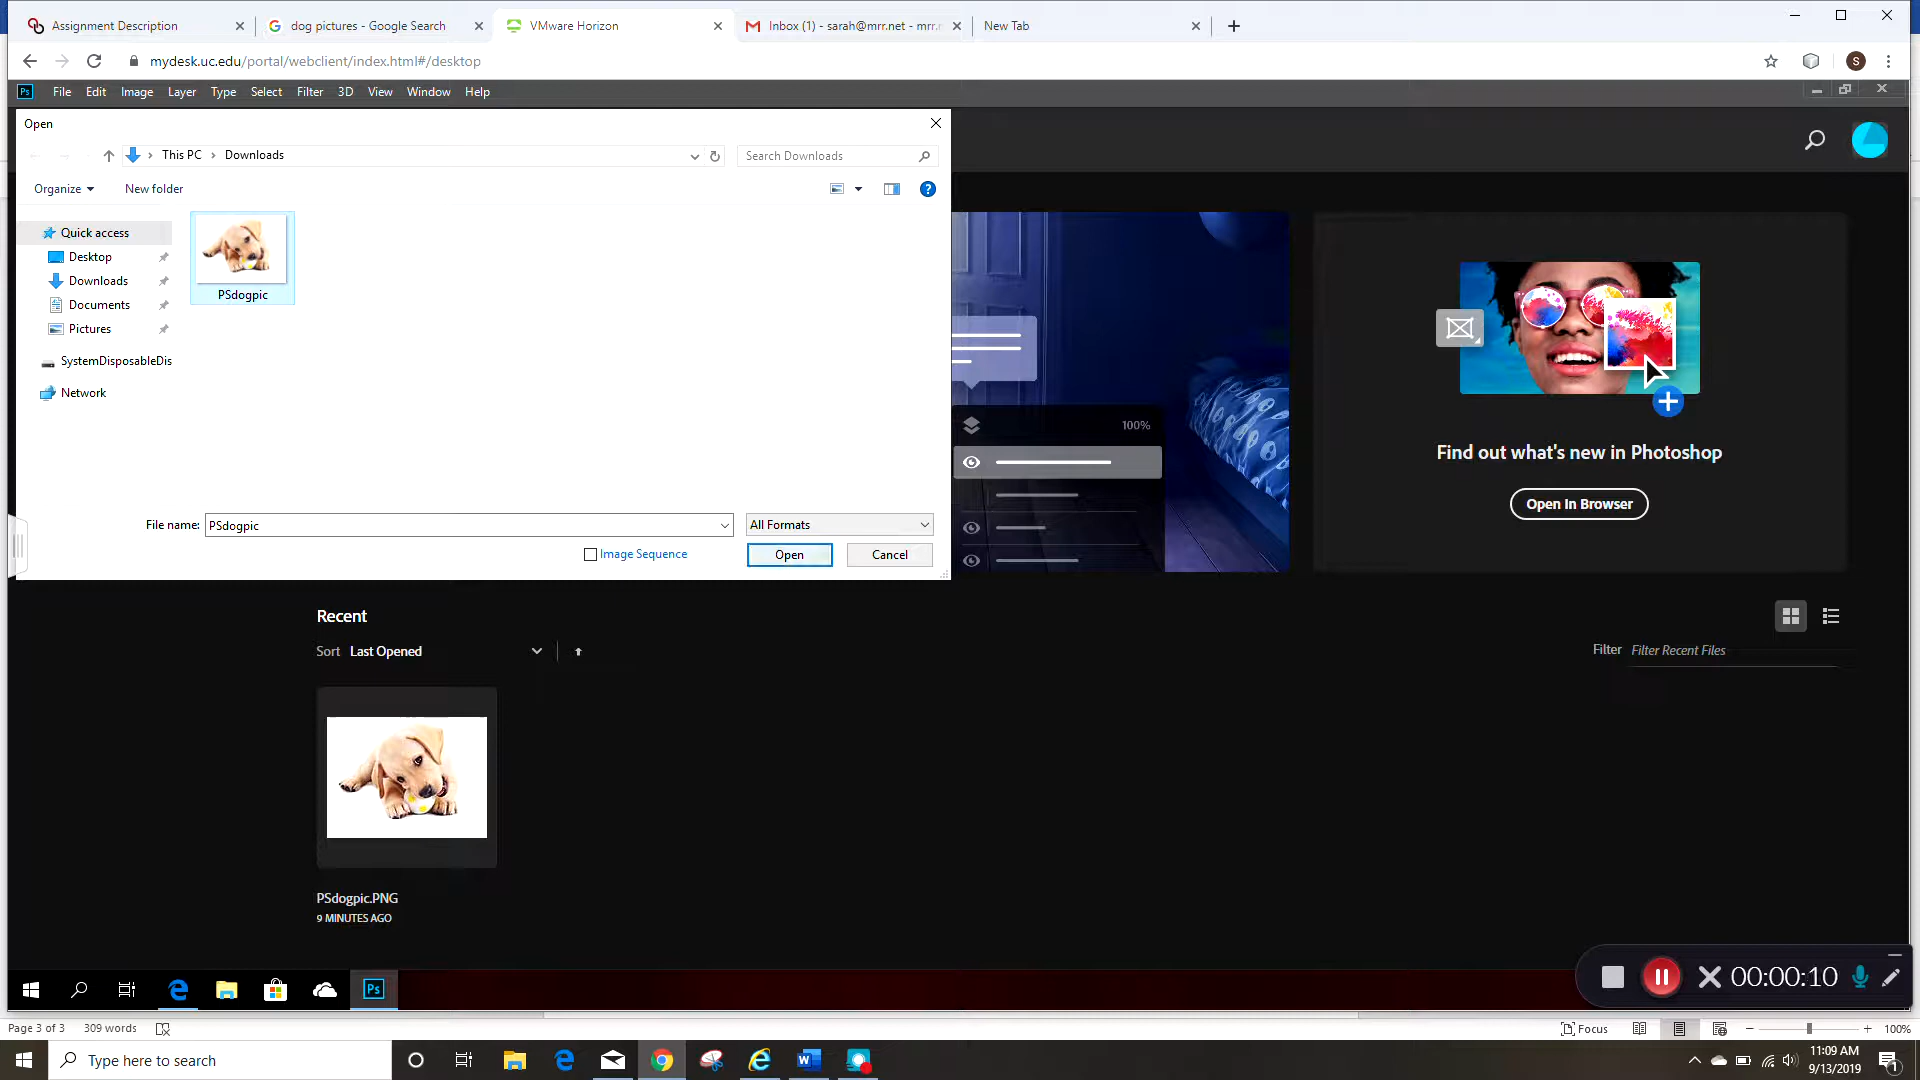 Assignment Description
dog pictures - Google Search
VMware Horizon
Inbox (1) - sarah@mrr.net - mrr.
New Tab
mydesk.uc.edu/portal/webclient/index.html#/desktop
S
Ps File Edit Image Layer Type Select Filter 3D View Window Help
Open
This PC > Downloads
Search Downloads
Organize
New folder
Quick access
Desktop
Downloads
Documents
Pictures
SystemDisposableDis
Network
PSdogpic
File name: PSdogpic
All Formats
Image Sequence
Open
Cancel
100%
Find out what's new in Photoshop
Open In Browser
Recent
Sort Last Opened
Filter Filter Recent Files
PSdogpic.PNG
9 MINUTES AGO
Ps
00:00:10
Page 3 of 3 309 words
Focus
100%
Type here to search
11:09 AM
9/13/2019
1